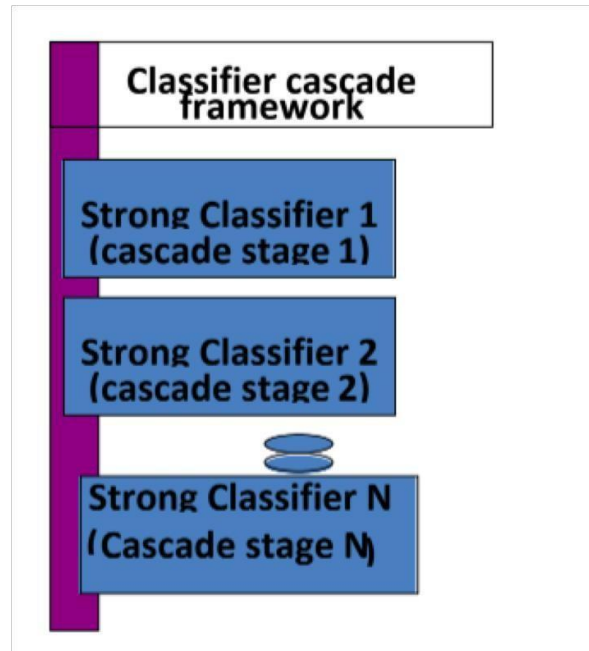 Classifier cascade
framework
Strong Classifier 1
(cascade stage 1)
Strong Classifier 2
(cascade stage 2)
Strong Classifier N
(Cascade stage N)